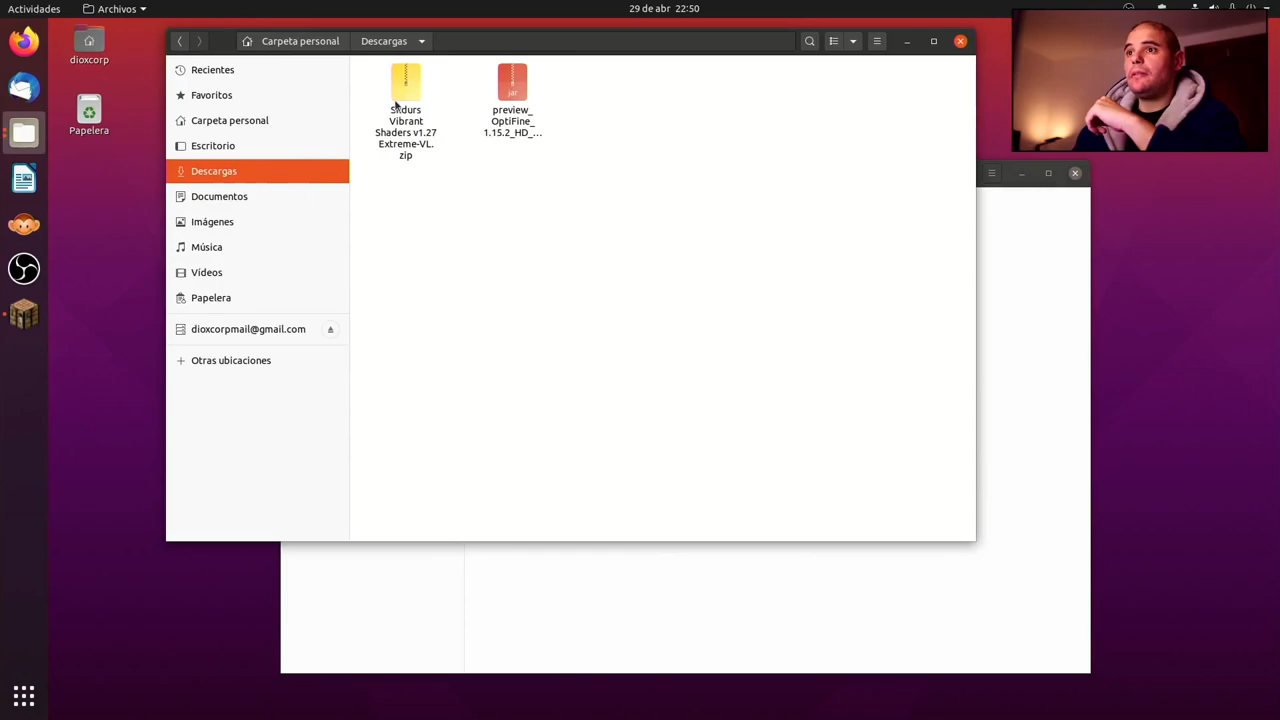 Actividades
Archivos
29 de abr 22:50
dioxcorp
Papelera
Carpeta personal
Descargas
Recientes
Favoritos
Carpeta personal
Escritorio
Descargas
Documentos
Imágenes
Música
Vídeos
Papelera
dioxcorpmail@gmail.com
Otras ubicaciones
Sildurs
Vibrant
Shaders v1.27
Extreme-VL.
zip
jar
preview_
OptiFine_
1.15.2_HD_...